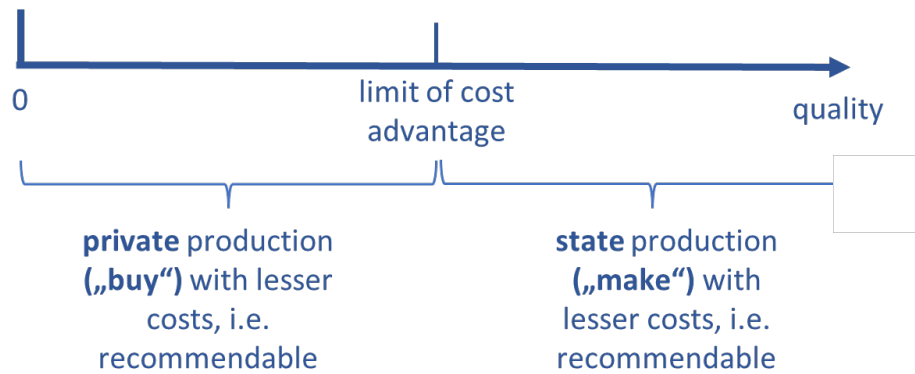 0
limit of cost
advantage
quality
private production
(„buy“) with lesser
costs, i.e.
recommendable
state production
(„make“) with
lesser costs, i.e.
recommendable